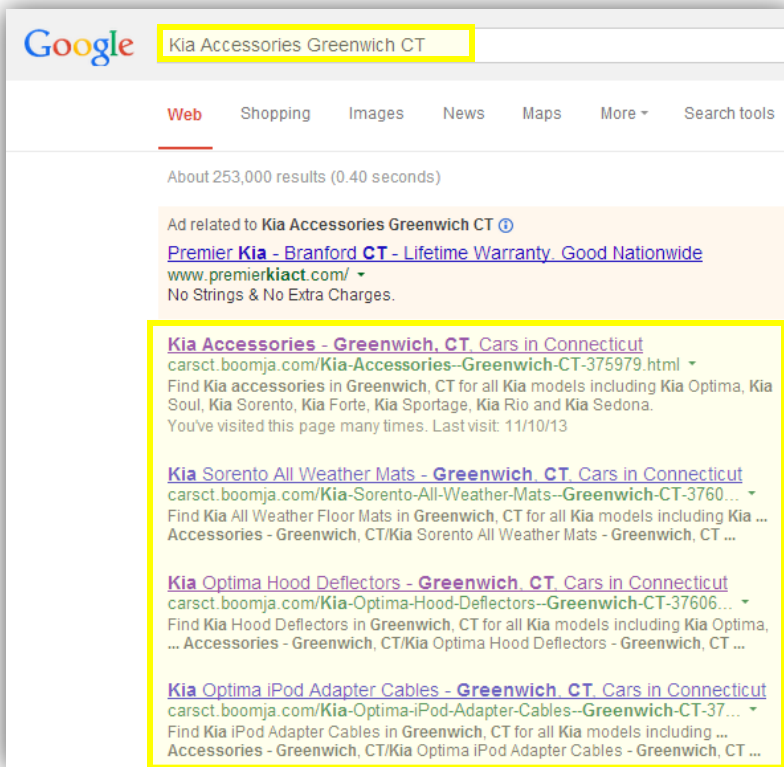 Google
Kia Accessories Greenwich CT
Web Shopping Images News Maps More Search tools
About 253,000 results (0.40 seconds)
Ad related to Kia Accessories Greenwich CT
Premier Kia - Branford CT - Lifetime Warranty. Good Nationwide
www.premierkiact.com/
No Strings & No Extra Charges.
Kia Accessories - Greenwich, CT, Cars in Connecticut
carsct.boomja.com/Kia-Accessories--Greenwich-CT-375979.html
Find Kia accessories in Greenwich, CT for all Kia models including Kia Optima, Kia
Soul, Kia Sorento, Kia Forte, Kia Sportage, Kia Rio and Kia Sedona.
You've visited this page many times. Last visit: 11/10/13
Kia Sorento All Weather Mats - Greenwich, CT, Cars in Connecticut
carsct.boomja.com/Kia-Sorento-All-Weather-Mats--Greenwich-CT-3760...
Find Kia All Weather Floor Mats in Greenwich, CT for all Kia models including Kia ...
Accessories - Greenwich, CT/Kia Sorento All Weather Mats - Greenwich, CT ...
Kia Optima Hood Deflectors - Greenwich, CT, Cars in Connecticut
carsct.boomja.com/Kia-Optima-Hood-Deflectors--Greenwich-CT-37606...
Find Kia Hood Deflectors in Greenwich, CT for all Kia models including Kia Optima,
... Accessories - Greenwich, CT/Kia Optima Hood Deflectors - Greenwich, CT ...
Kia Optima iPod Adapter Cables - Greenwich, CT, Cars in Connecticut
carsct.boomja.com/Kia-Optima-iPod-Adapter-Cables--Greenwich-CT-37...
Find Kia iPod Adapter Cables in Greenwich, CT for all Kia models including ...
Accessories - Greenwich, CT/Kia Optima iPod Adapter Cables - Greenwich, CT ...